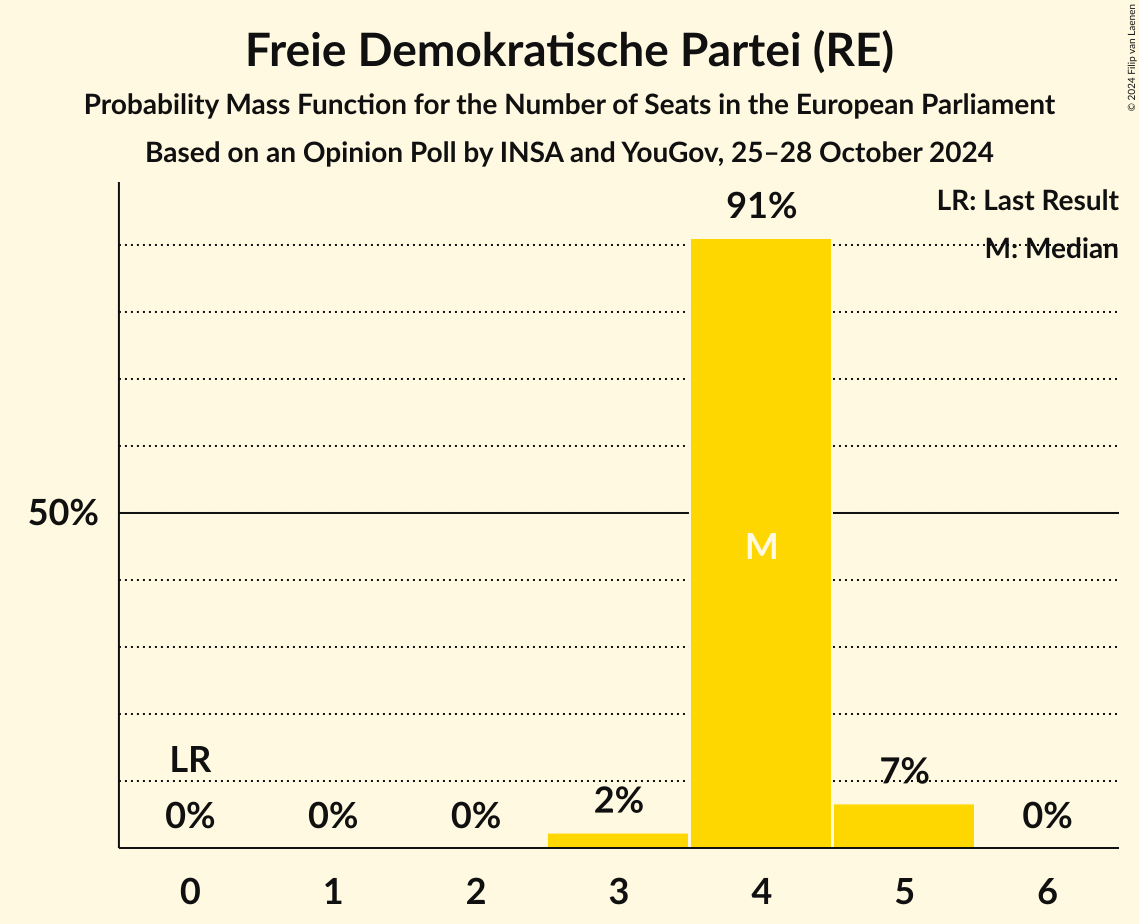 Freie Demokratische Partei (RE)
Probability Mass Function for the Number of Seats in the European Parliament
Based on an Opinion Poll by INSA and YouGov, 25–28 October 2024
© 2024 Filip van Laenen
LR: Last Result
M: Median
91%
50%
M
LR
0% 0% 0% 2% 7% 0%
0 1 2 3 4 5 6